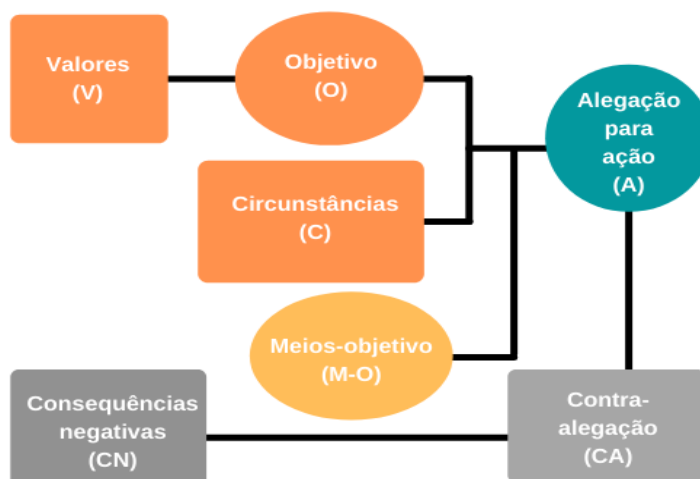 Valores
(V)
Objetivo
(O)
Alegação
para
ação
(A)
Circunstâncias
(C)
Meios-objetivo
(M-O)
Consequências
negativas
(CN)
Contra-
alegação
(CA)